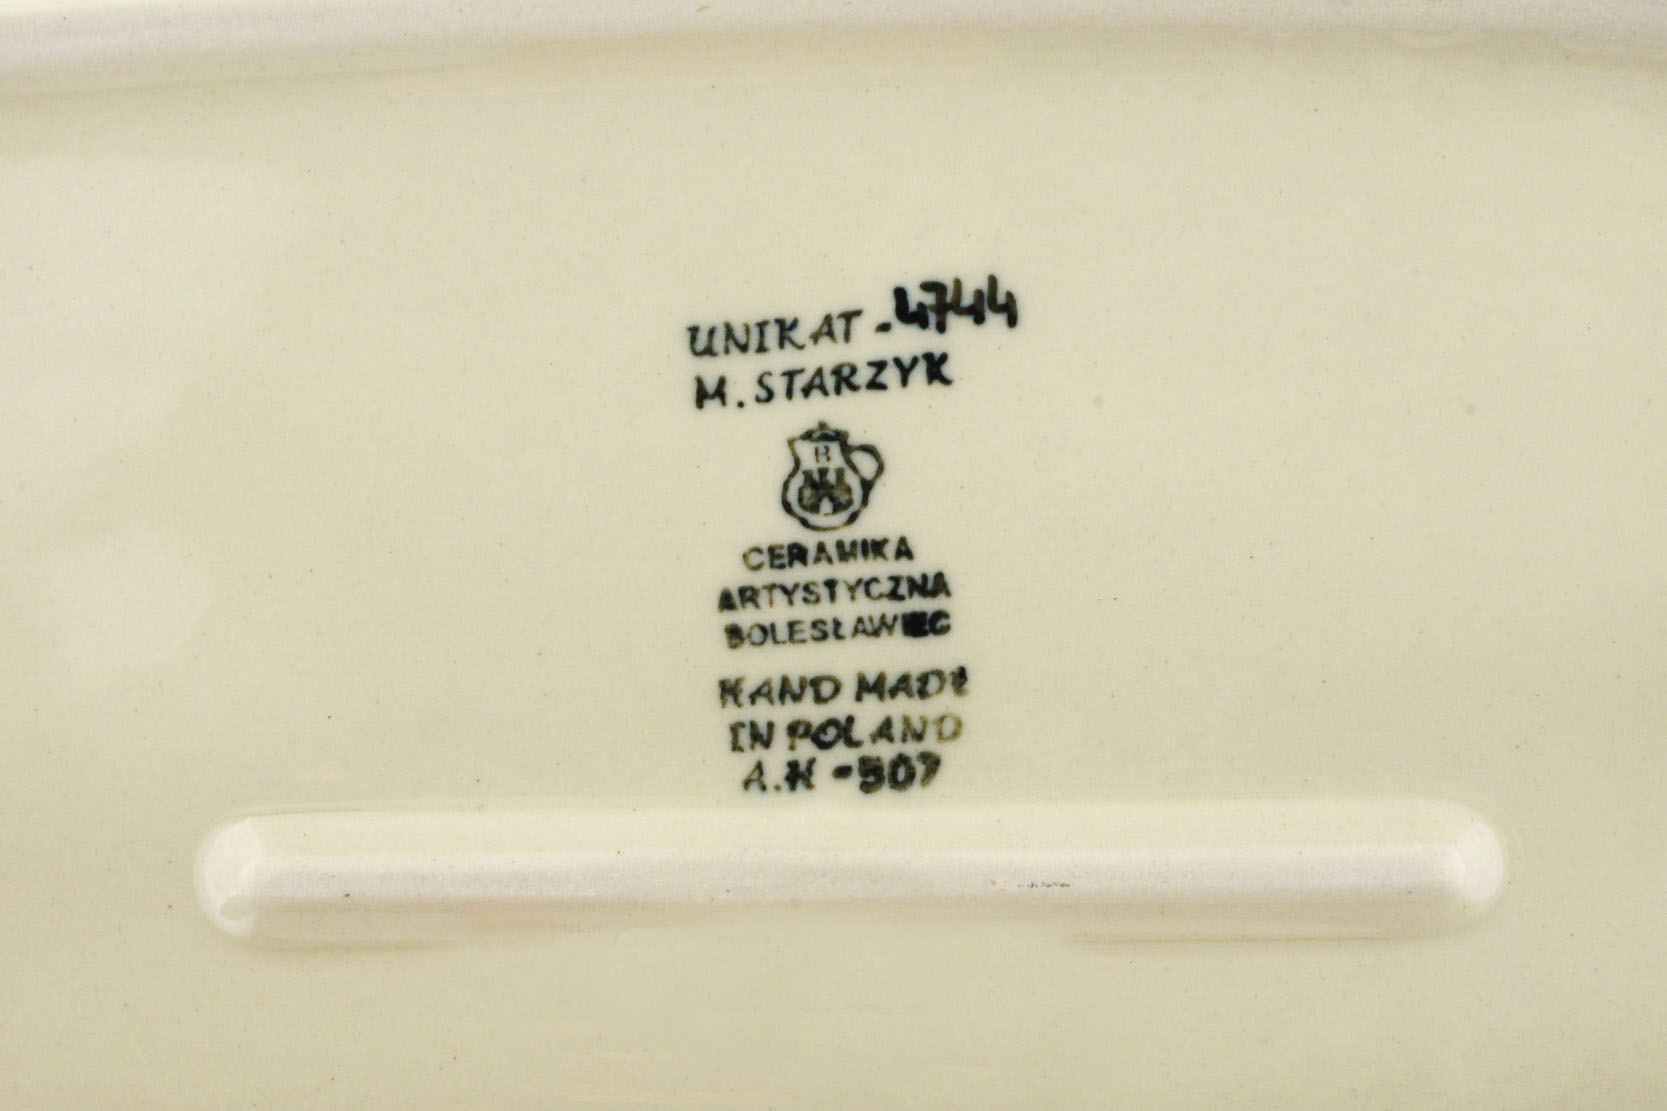 UNIKAT - 4744
M. STARZYK
B
CERAMIKA
ARTYSTYCZNA
BOLESŁAWIEC
HAND MADE
IN POLAND
A.H - 507